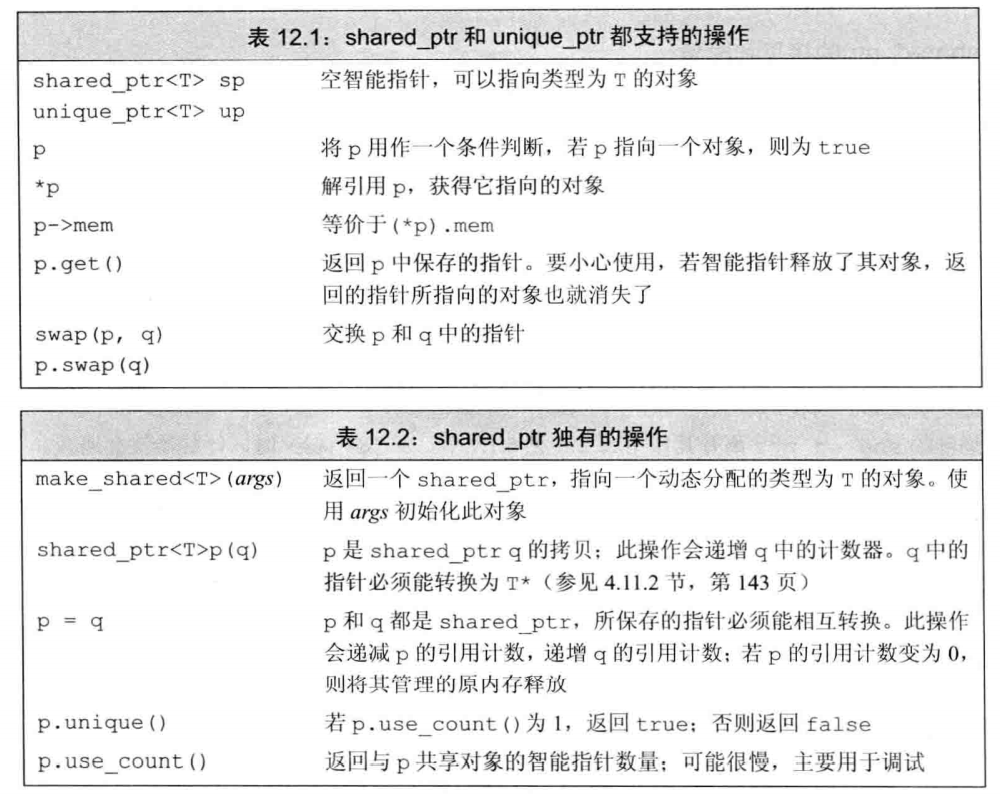 表 12.1：shared_ptr 和 unique_ptr 都支持的操作
shared_ptr<T> sp 空智能指针，可以指向类型为 T 的对象
unique_ptr<T> up
p 将 p 用作一个条件判断，若 p 指向一个对象，则为 true
*p 解引用 p，获得它指向的对象
p->mem 等价于(*p).mem
p.get() 返回 p 中保存的指针。要小心使用，若智能指针释放了其对象，返
回的指针所指向的对象也就消失了
swap(p, q) 交换 p 和 q 中的指针
p.swap(q)
表 12.2：shared_ptr 独有的操作
make_shared<T>(args) 返回一个 shared_ptr，指向一个动态分配的类型为 T 的对象。使
用 args 初始化此对象
shared_ptr<T>p(q) p 是 shared_ptr q 的拷贝；此操作会递增 q 中的计数器。q 中的
指针必须能转换为 T*（参见 4.11.2 节，第 143 页）
p = q p 和 q 都是 shared_ptr，所保存的指针必须能相互转换。此操作
会递减 p 的引用计数，递增 q 的引用计数；若 p 的引用计数变为 0，
则将其管理的原内存释放
p.unique() 若 p.use_count()为 1，返回 true；否则返回 false
p.use_count() 返回与 p 共享对象的智能指针数量；可能很慢，主要用于调试